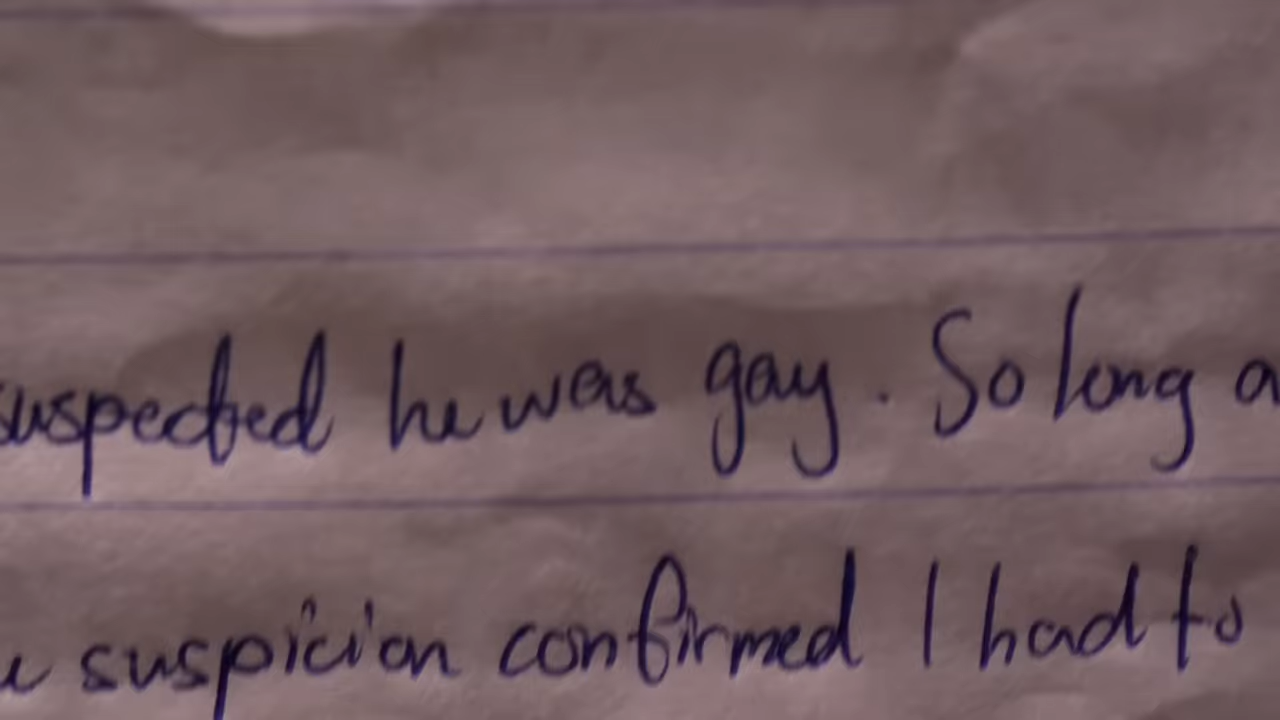 suspected he was gay. So long a
suspicion confirmed I had to